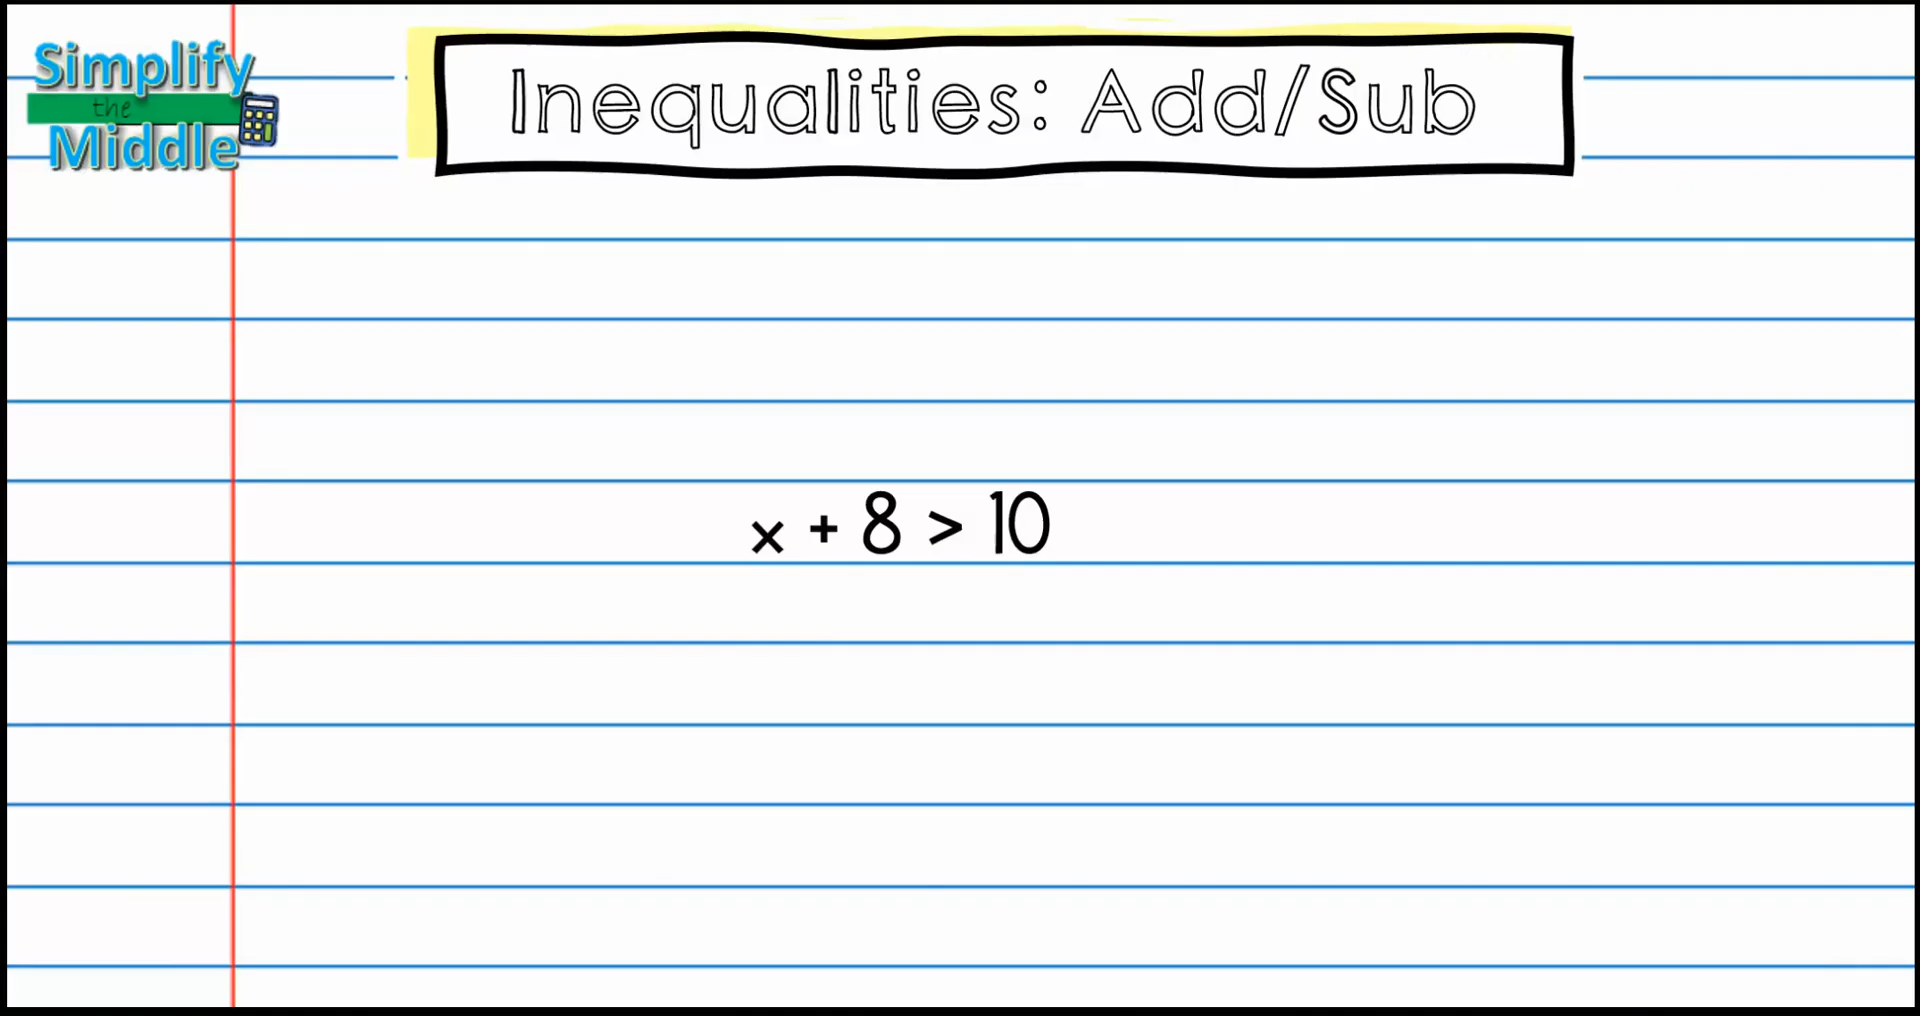 Simplify
the
Middle
Inequalities: Add/Sub
x + 8 > 10